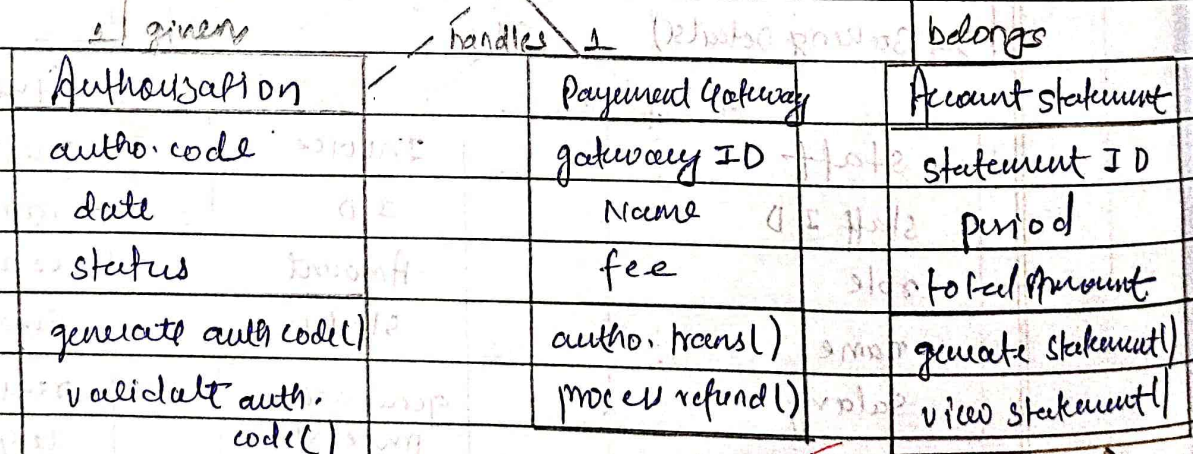 1 givens
handles 1
belongs
Authorisation
autho. code
date
status
generate auth code()
validate auth.
code()
Payement Gateway
gateway ID
Name
fee
autho. trans()
process refund()
Account statement
statement ID
period
total Amount
generate statement()
view statement()